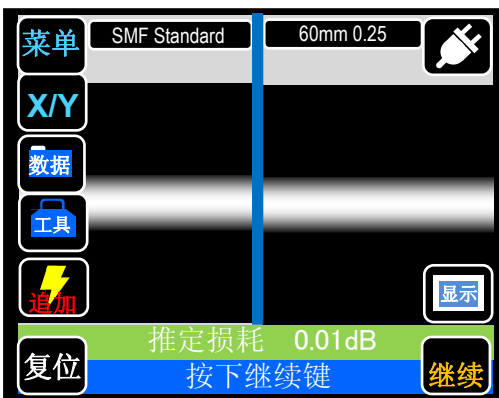 菜单
SMF Standard
60mm 0.25
X/Y
数据
工具
追加
显示
推定损耗 0.01dB
复位
按下继续键
继续